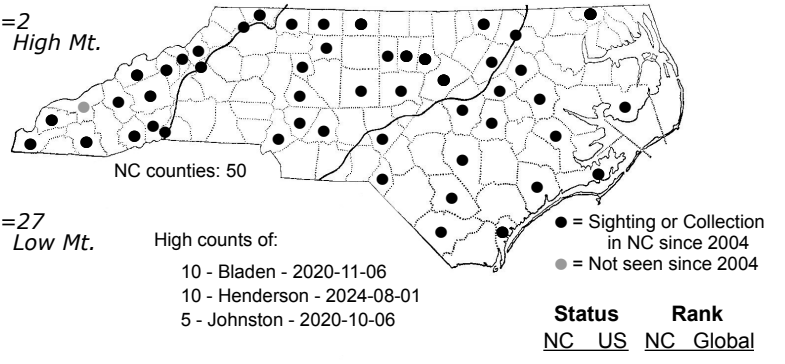 =2
High Mt.
NC counties: 50
=27
Low Mt.
High counts of:
10 - Bladen - 2020-11-06
10 - Henderson - 2024-08-01
5 - Johnston - 2020-10-06
= Sighting or Collection
in NC since 2004
= Not seen since 2004
Status Rank
NC US NC Global